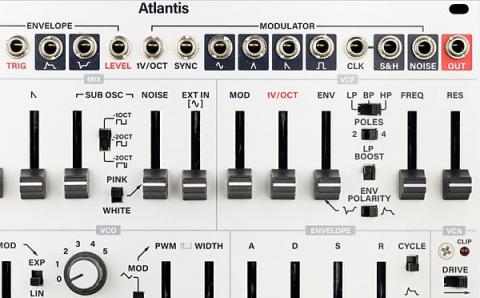 Atlantis
ENVELOPE MODULATOR
TRIG LEVEL 1V/OCT SYNC CLK S&H NOISE OUT
MIX VCF
SUB OSC NOISE EXT IN MOD 1V/OCT ENV LP BP HP FREQ RES
-1OCT
-2OCT
-2OCT
POLES
2 4
LP
BOOST
PINK
WHITE
ENV
POLARITY
VCO ENVELOPE VCA
MOD EXP LIN
0 1 2 3 4 5
MOD
PWM WIDTH
A D S R CYCLE
CLIP
DRIVE